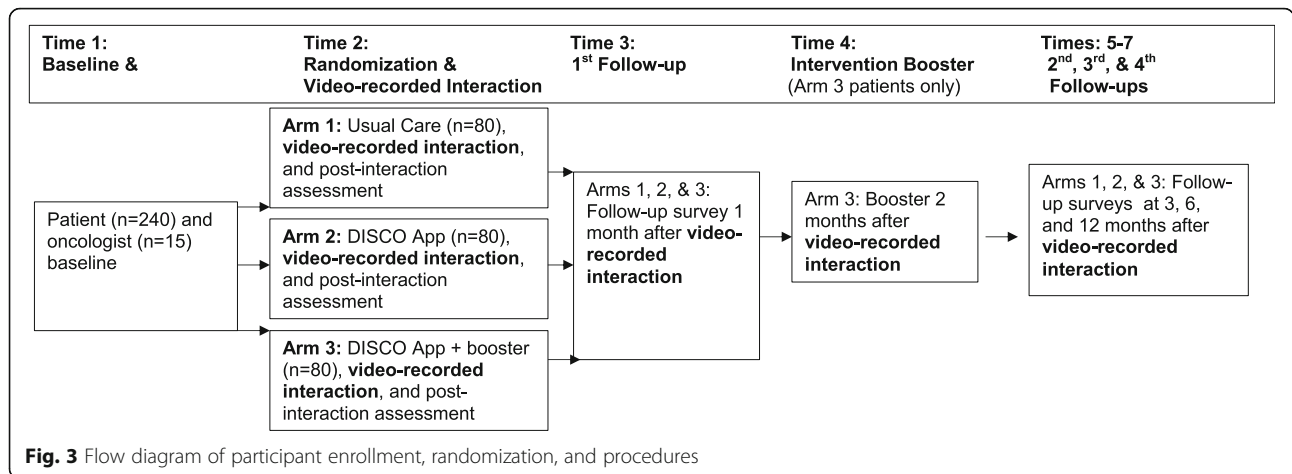 Time 1:
Baseline &
Time 2:
Randomization &
Video-recorded Interaction
Time 3:
1st Follow-up
Time 4:
Intervention Booster
(Arm 3 patients only)
Times: 5-7
2nd, 3rd, & 4th
Follow-ups
Patient (n=240) and
oncologist (n=15)
baseline
Arm 1: Usual Care (n=80),
video-recorded interaction,
and post-interaction
assessment
Arm 2: DISCO App (n=80),
video-recorded interaction,
and post-interaction
assessment
Arm 3: DISCO App + booster
(n=80), video-recorded
interaction, and post-
interaction assessment
Arms 1, 2, & 3:
Follow-up survey 1
month after video-
recorded
interaction
Arm 3: Booster 2
months after
video-recorded
interaction
Arms 1, 2, & 3: Follow-
up surveys at 3, 6,
and 12 months after
video-recorded
interaction
Fig. 3 Flow diagram of participant enrollment, randomization, and procedures